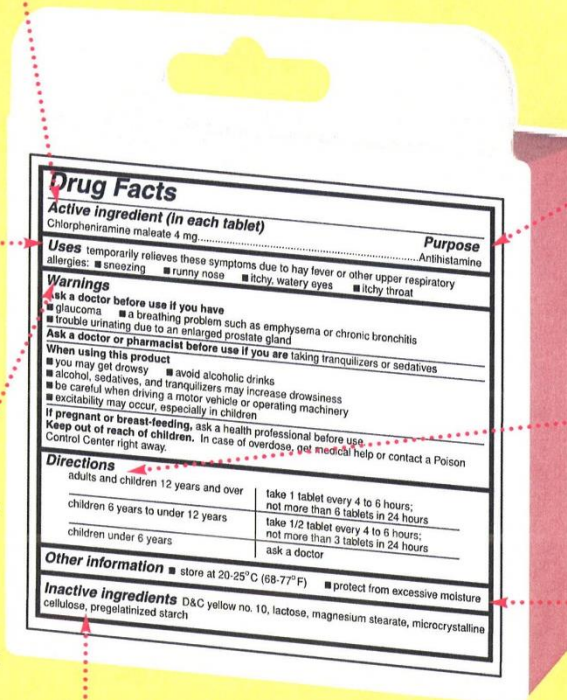 Drug Facts
Active ingredient (in each tablet)
Purpose
Chlorpheniramine maleate 4 mg..........................................................Antihistamine
Uses temporarily relieves these symptoms due to hay fever or other upper respiratory
allergies: ■ sneezing ■ runny nose ■ itchy, watery eyes ■ itchy throat
Warnings
Ask a doctor before use if you have
■ glaucoma ■ a breathing problem such as emphysema or chronic bronchitis
■ trouble urinating due to an enlarged prostate gland
Ask a doctor or pharmacist before use if you are taking tranquilizers or sedatives
When using this product
■ you may get drowsy ■ avoid alcoholic drinks
■ alcohol, sedatives, and tranquilizers may increase drowsiness
■ be careful when driving a motor vehicle or operating machinery
■ excitability may occur, especially in children
If pregnant or breast-feeding, ask a health professional before use.
Keep out of reach of children. In case of overdose, get medical help or contact a Poison
Control Center right away.
Directions
adults and children 12 years and over
take 1 tablet every 4 to 6 hours;
not more than 6 tablets in 24 hours
children 6 years to under 12 years
take 1/2 tablet every 4 to 6 hours;
not more than 3 tablets in 24 hours
children under 6 years
ask a doctor
Other information ■ store at 20-25°C (68-77°F) ■ protect from excessive moisture
Inactive ingredients D&C yellow no. 10, lactose, magnesium stearate, microcrystalline
cellulose, pregelatinized starch